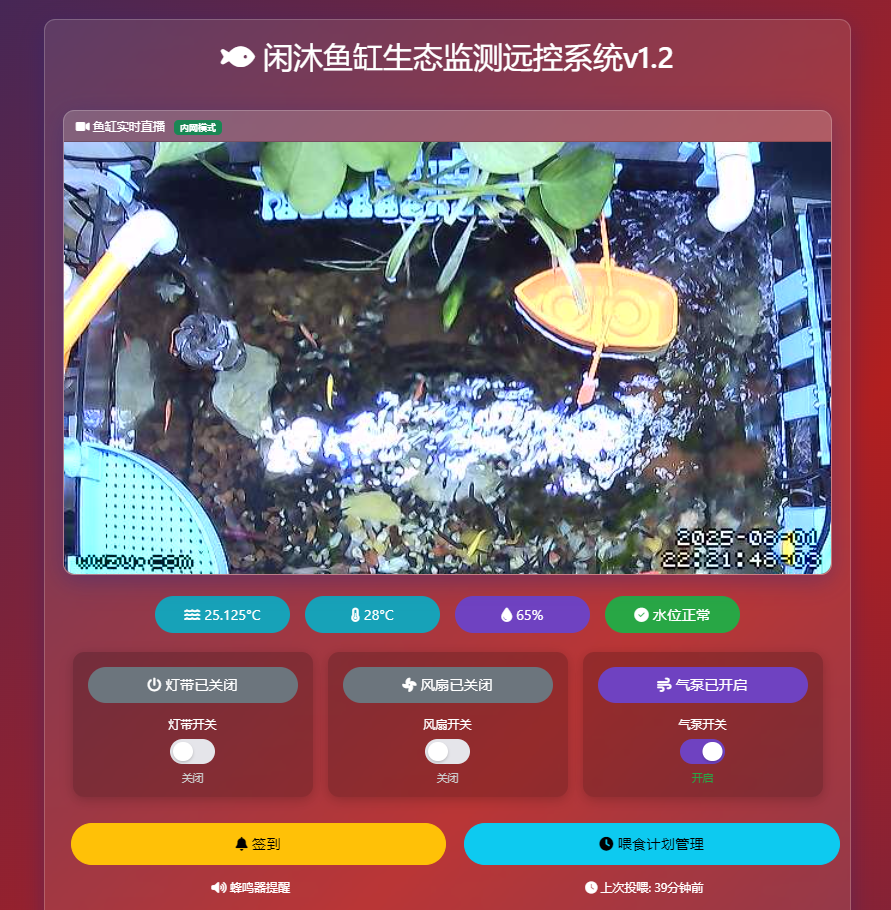 闲沐鱼缸生态监测远控系统v1.2
鱼缸实时直播 内网模式
2025-08-01
22:21:48
25.125°C
28°C
65%
水位正常
灯带已关闭
风扇已关闭
气泵已开启
灯带开关
风扇开关
气泵开关
关闭
关闭
开启
签到
喂食计划管理
蜂鸣器提醒
上次投喂: 39分钟前